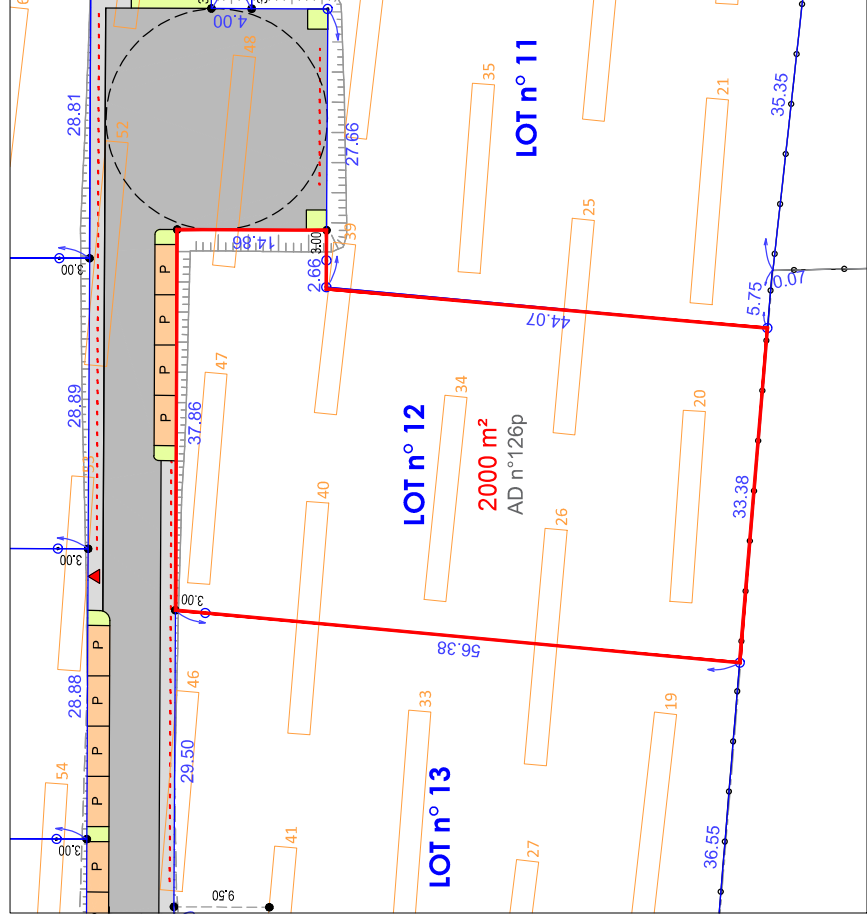 4.00
48
28.81
52
3.00
28.89
3.00
28.88
54
3.00
P
P
P
P
P
P
P
P
P
14.86
3.00
2.66
39
27.66
35
LOT n° 11
21
35.35
25
5.75
0.07
44.07
47
37.86
34
40
LOT n° 12
2000 m²
AD n°126p
20
26
33.38
3.00
56.38
46
29.50
33
LOT n° 13
19
41
27
36.55
9.50